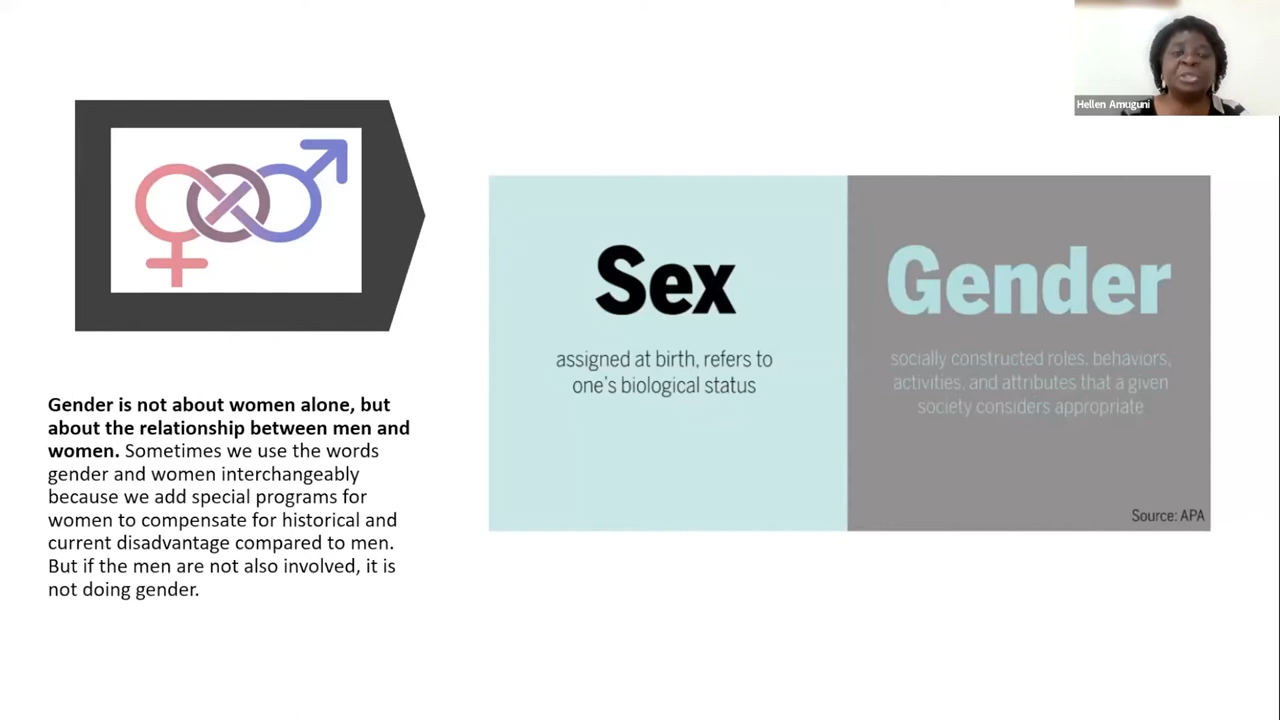 Hellen Amuguni
Sex
assigned at birth, refers to
one's biological status
Gender
socially constructed roles, behaviors,
activities, and attributes that a given
society considers appropriate
Source: APA
Gender is not about women alone, but
about the relationship between men and
women. Sometimes we use the words
gender and women interchangeably
because we add special programs for
women to compensate for historical and
current disadvantage compared to men.
But if the men are not also involved, it is
not doing gender.